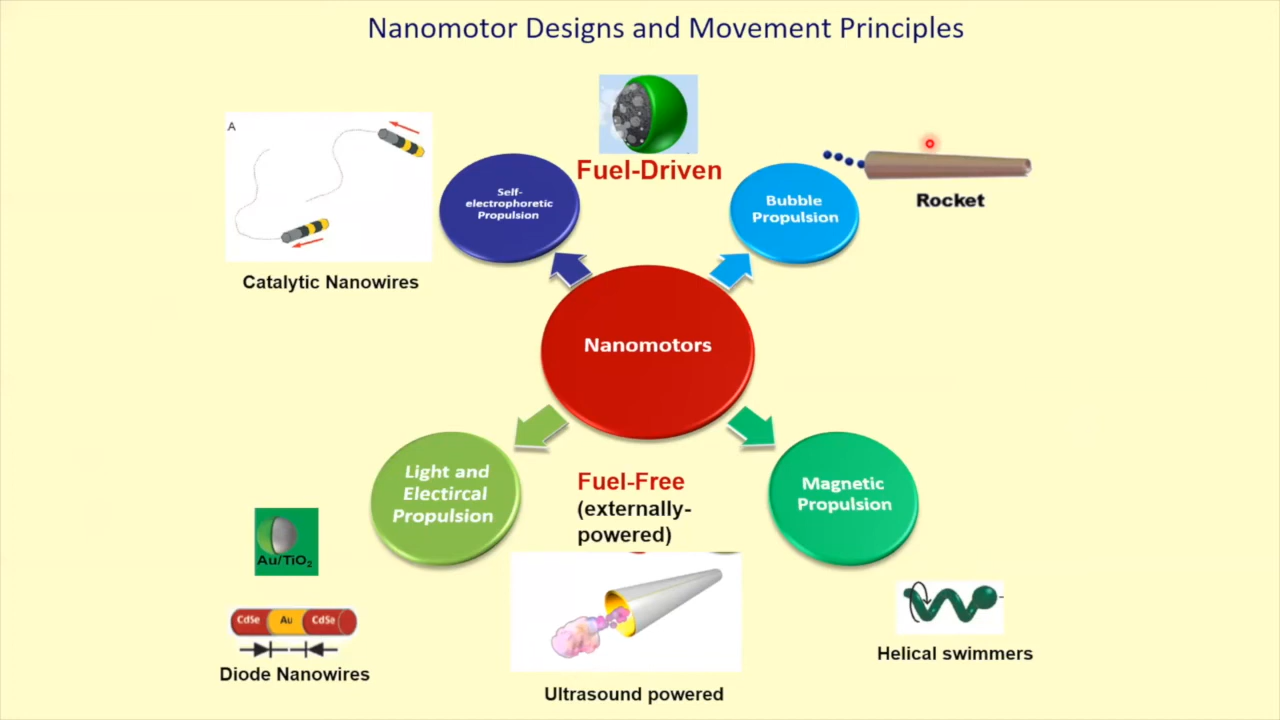 Nanomotor Designs and Movement Principles
A
Fuel-Driven
Self-
electrophoretic
Propulsion
Bubble
Propulsion
Rocket
Catalytic Nanowires
Nanomotors
Light and
Electircal
Propulsion
Fuel-Free
(externally-
powered)
Magnetic
Propulsion
Au/TiO₂
CdSe Au CdSe
Diode Nanowires
Ultrasound powered
Helical swimmers